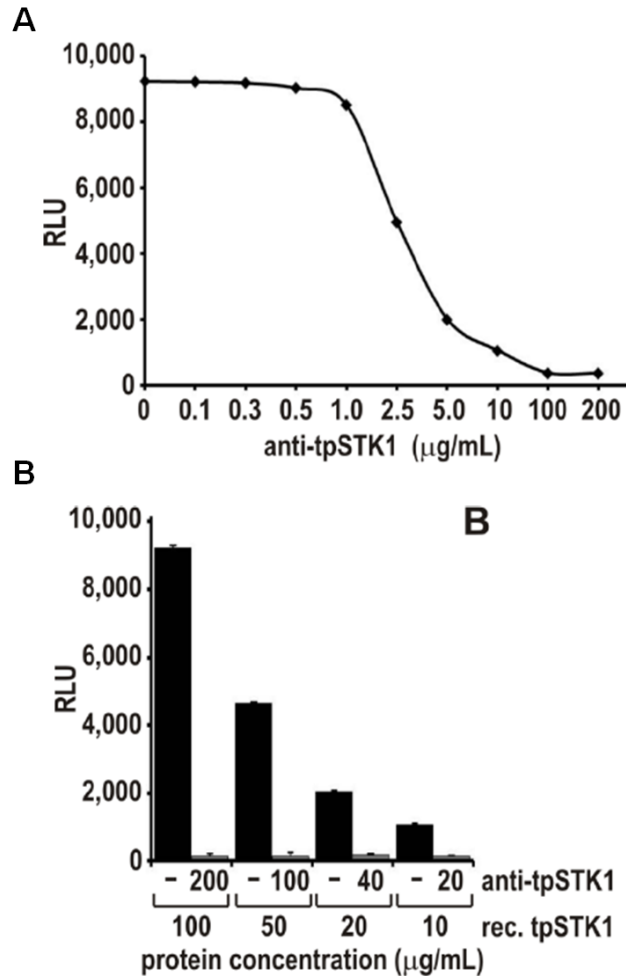 A
10,000
8,000
6,000
4,000
2,000
0
RLU
0 0.1 0.3 0.5 1.0 2.5 5.0 10 100 200
anti-tpSTK1 (μg/mL)
B
B
10,000
8,000
6,000
4,000
2,000
0
RLU
- 200 - 100 - 40 - 20 anti-tpSTK1
100 50 20 10 rec. tpSTK1
protein concentration (μg/mL)